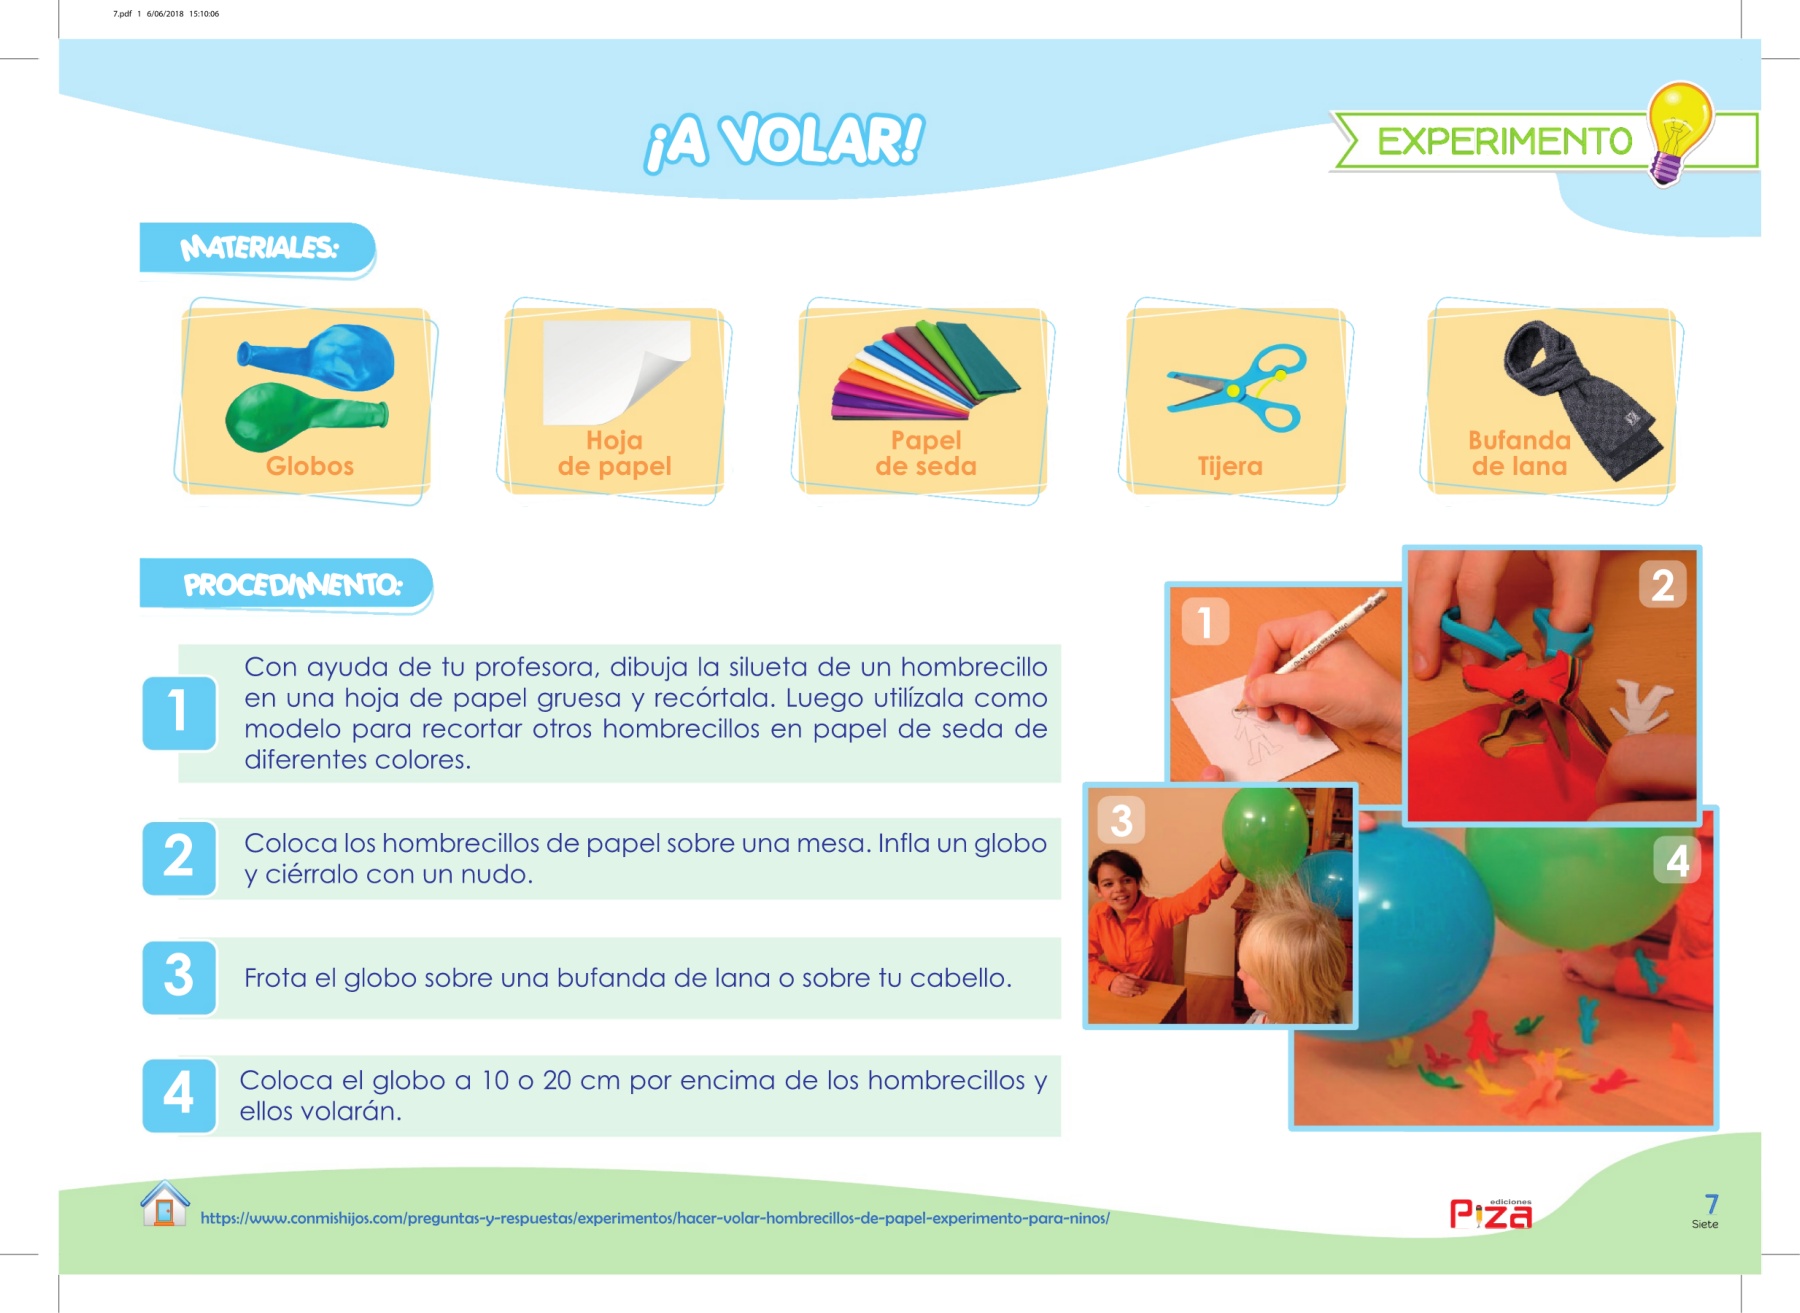 7.pdf 1 6/06/2018 15:10:06
¡A VOLAR!
EXPERIMENTO
MATERIALES:
Globos
Hoja
de papel
Papel
de seda
Tijera
Bufanda
de lana
PROCEDIMIENTO:
1
Con ayuda de tu profesora, dibuja la silueta de un hombrecillo
en una hoja de papel gruesa y recórtala. Luego utilízala como
modelo para recortar otros hombrecillos en papel de seda de
diferentes colores.
2
Coloca los hombrecillos de papel sobre una mesa. Infla un globo
y ciérralo con un nudo.
3
Frota el globo sobre una bufanda de lana o sobre tu cabello.
4
Coloca el globo a 10 o 20 cm por encima de los hombrecillos y
ellos volarán.
1
2
3
4
https://www.conmishijos.com/preguntas-y-respuestas/experimentos/hacer-volar-hombrecillos-de-papel-experimento-para-ninos/
ediciones
Piza
7
Siete